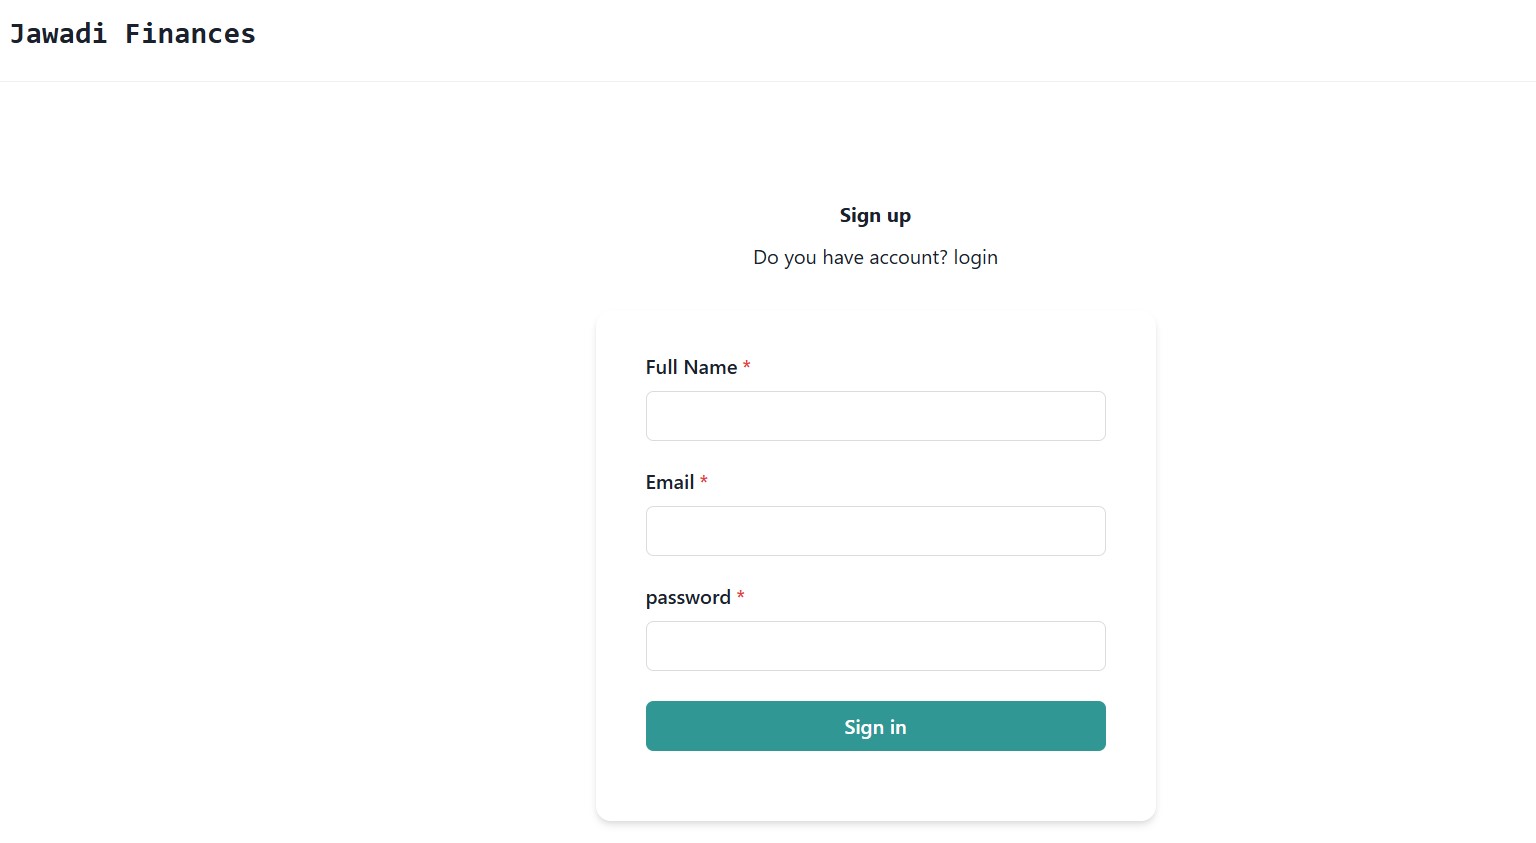 Jawadi Finances
Sign up
Do you have account? login
Full Name *
Email *
password *
Sign in